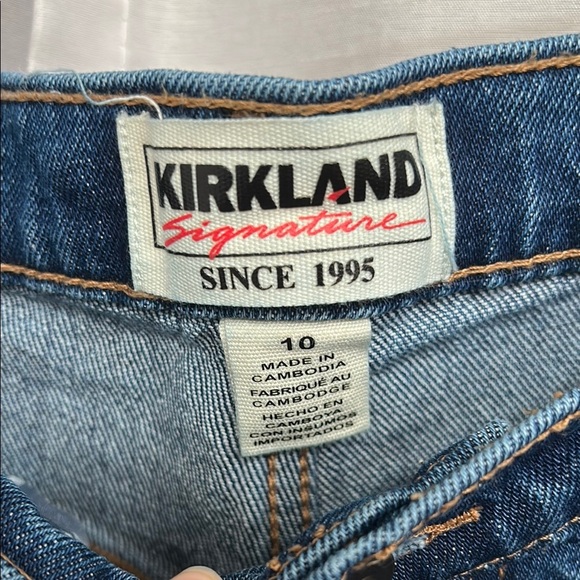 KIRKLAND
Signature
SINCE 1995
10
MADE IN
CAMBODIA
FABRIQUÉ AU
CAMBODGE
HECHO EN
CAMBOYA
CON INSUMOS
IMPORTADOS